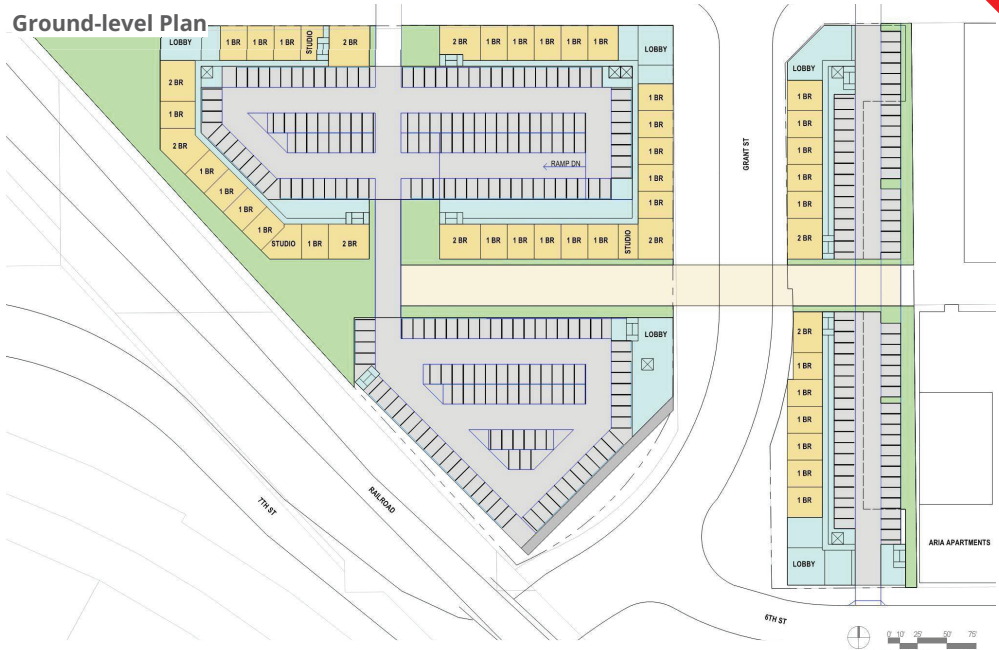 Ground-level Plan
LOBBY 1 BR 1 BR 1 BR STUDIO 2 BR
2 BR 1 BR 1 BR 1 BR 1 BR 1 BR LOBBY
2 BR
1 BR
2 BR
1 BR
1 BR
1 BR
1 BR
STUDIO 1 BR 2 BR
RAMP DN
1 BR
1 BR
1 BR
1 BR
1 BR
2 BR 1 BR 1 BR 1 BR 1 BR 1 BR STUDIO 2 BR
GRANT ST
LOBBY
1 BR
1 BR
1 BR
1 BR
1 BR
2 BR
LOBBY
2 BR
1 BR
1 BR
1 BR
1 BR
1 BR
1 BR
LOBBY
7TH ST
RAILROAD
ARIA APARTMENTS
6TH ST
0' 10' 25' 50' 75'